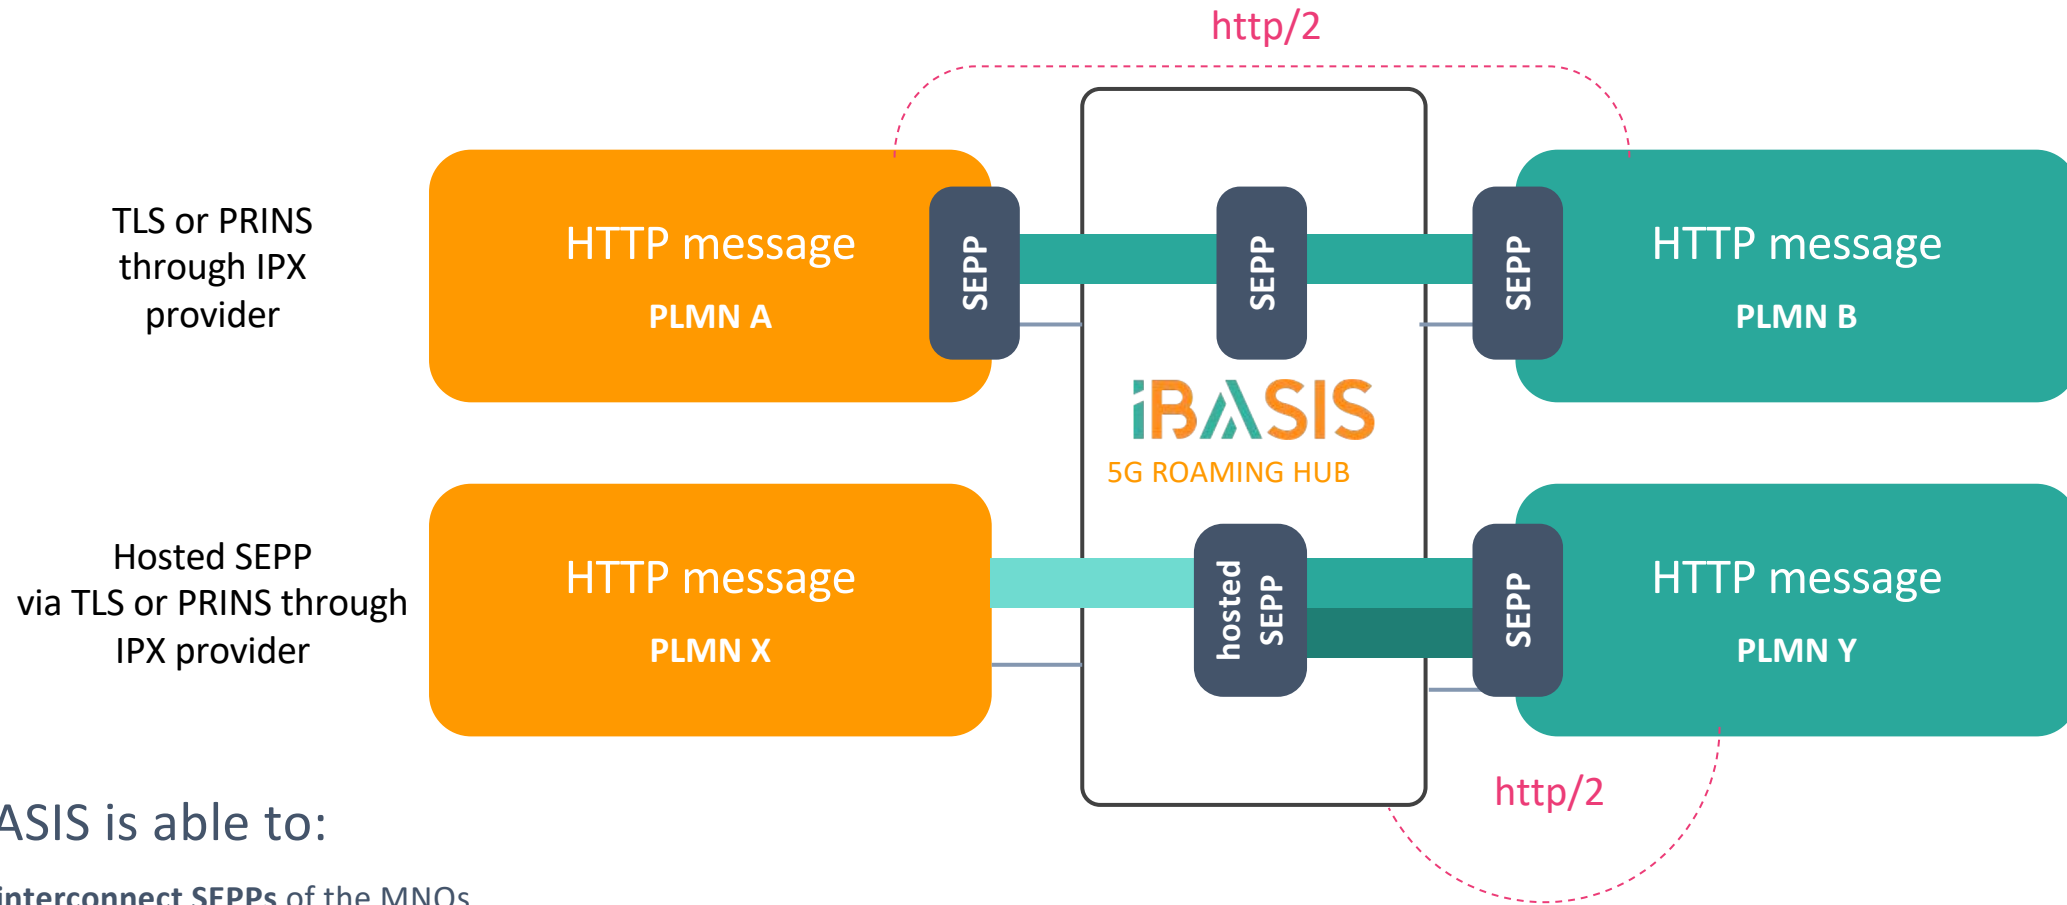 http/2
TLS or PRINS
through IPX
provider
HTTP message
PLMN A
SEPP
SEPP
SEPP
HTTP message
PLMN B
iBASIS
5G ROAMING HUB
Hosted SEPP
via TLS or PRINS through
IPX provider
HTTP message
PLMN X
hosted
SEPP
SEPP
HTTP message
PLMN Y
http/2
ASIS is able to:
interconnect SEPPs of the MNOs